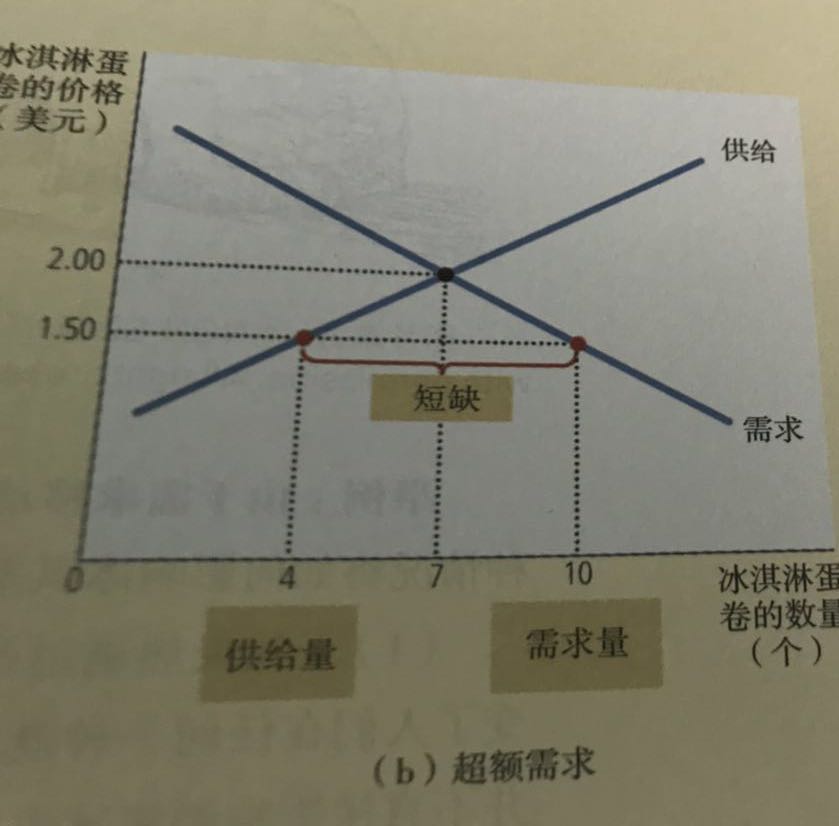 冰淇淋蛋
卷的价格
（美元）
供给
2.00
1.50
短缺
需求
0
4
7
10
冰淇淋蛋
卷的数量
（个）
供给量
需求量
（b）超额需求